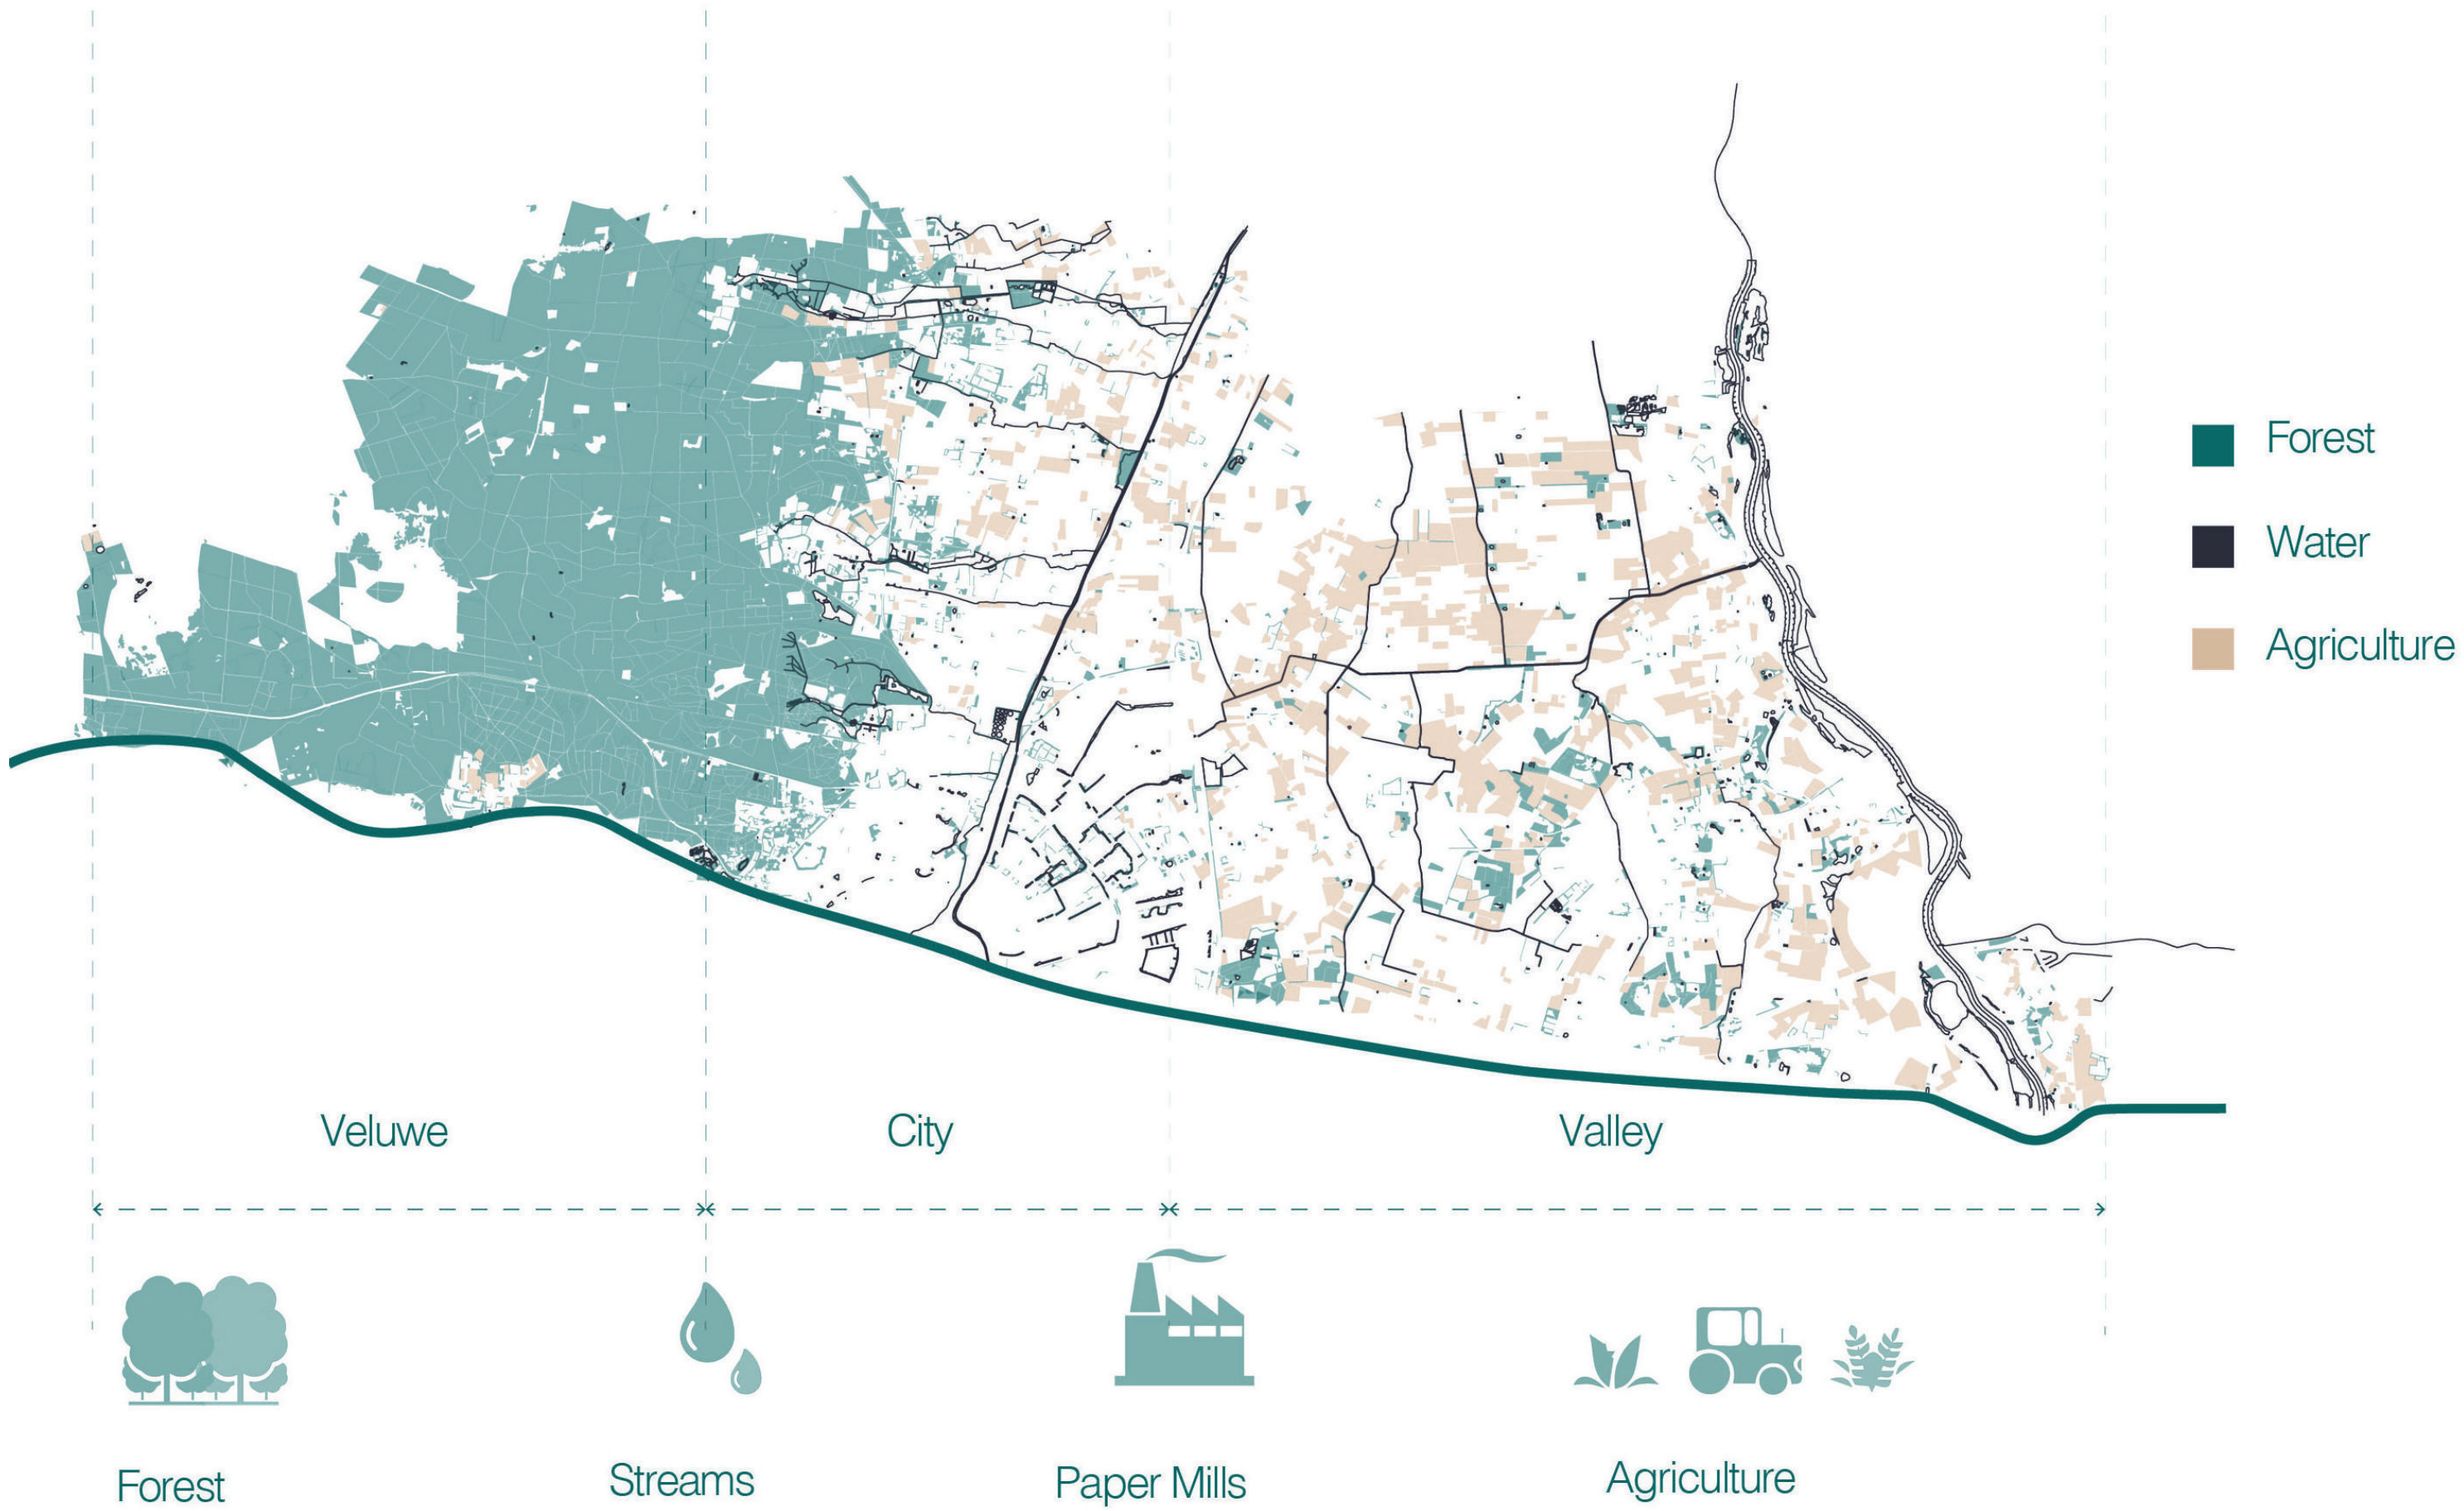 Forest
Water
Agriculture
Veluwe
City
Valley
Forest
Streams
Paper Mills
Agriculture